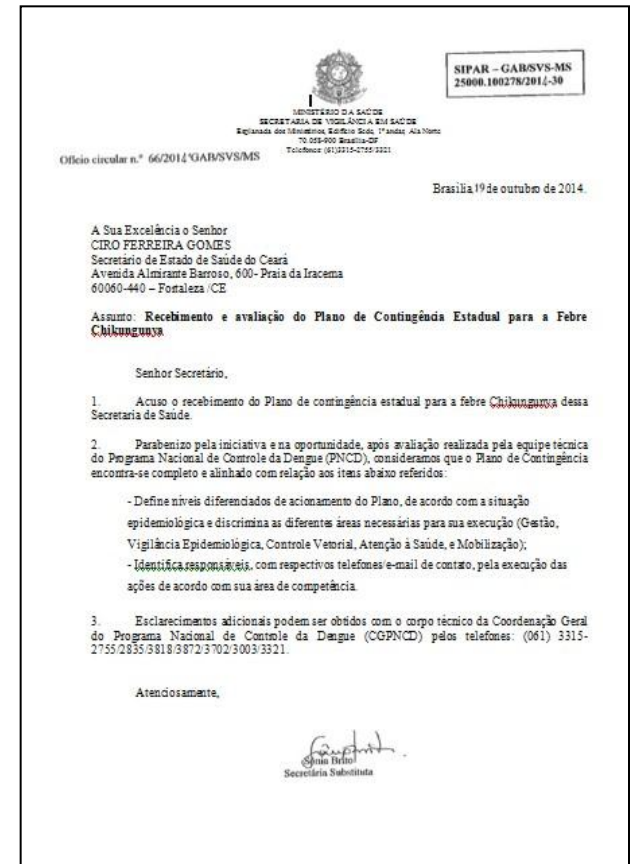 SIPAR – GAB/SVS-MS
25000.100278/2014-30
MINISTÉRIO DA SAÚDE
SECRETARIA DE VIGILÂNCIA EM SAÚDE
Esplanada dos Ministérios, Edifício Sede, 1º andar, Ala Norte
70.058-900 Brasília-DF
Telefone: (61)3315-2755/3321
Ofício circular n.º 66/2014/GAB/SVS/MS
Brasília,19 de outubro de 2014.
A Sua Excelência o Senhor
CIRO FERREIRA GOMES
Secretário de Estado de Saúde do Ceará
Avenida Almirante Barroso, 600- Praia da Iracema
60060-440 – Fortaleza /CE
Assunto: Recebimento e avaliação do Plano de Contingência Estadual para a Febre
Chikungunya
Senhor Secretário,
1. Acuso o recebimento do Plano de contingência estadual para a febre Chikungunya dessa
Secretaria de Saúde.
2. Parabenizo pela iniciativa e na oportunidade, após avaliação realizada pela equipe técnica
do Programa Nacional de Controle da Dengue (PNCD), consideramos que o Plano de Contingência
encontra-se completo e alinhado com relação aos itens abaixo referidos:
- Define níveis diferenciados de acionamento do Plano, de acordo com a situação
epidemiológica e discrimina as diferentes áreas necessárias para sua execução (Gestão,
Vigilância Epidemiológica, Controle Vetorial, Atenção à Saúde, e Mobilização);
- Identifica responsáveis, com respectivos telefones/e-mail de contato, pela execução das
ações de acordo com sua área de competência.
3. Esclarecimentos adicionais podem ser obtidos com o corpo técnico da Coordenação Geral
do Programa Nacional de Controle da Dengue (CGPNCD) pelos telefones: (061) 3315-
2755/2835/3818/3872/3702/3003/3321.
Atenciosamente,
Sônia Brito
Secretária Substituta